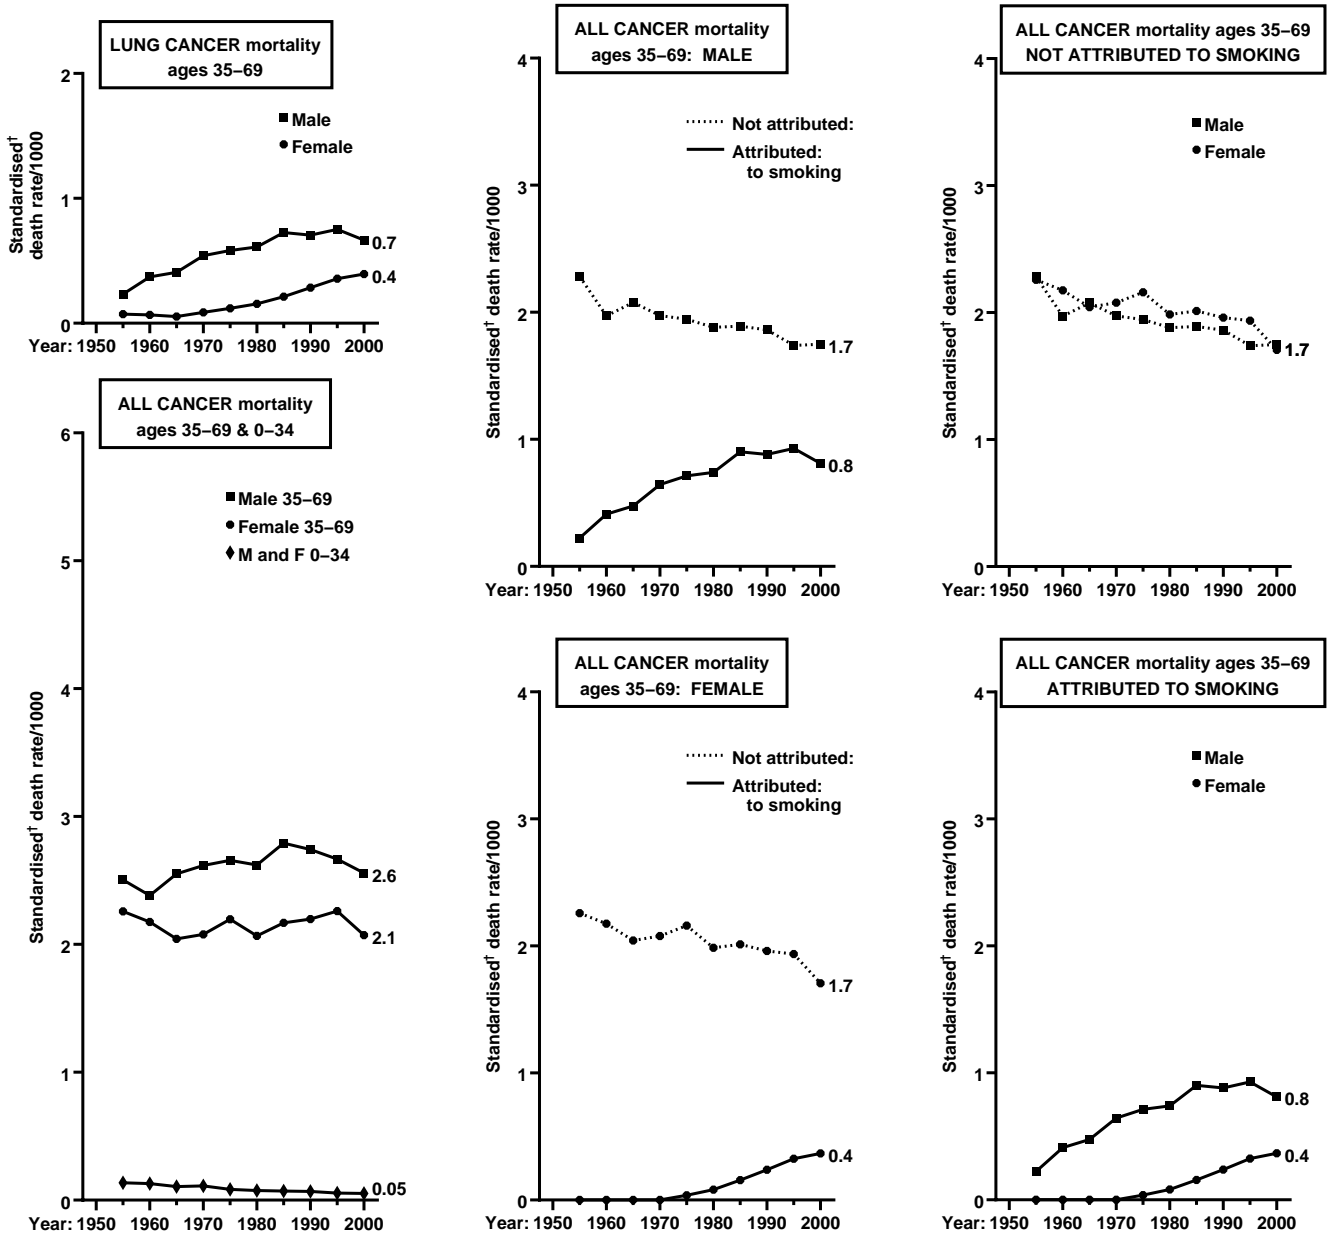 LUNG CANCER mortality
ages 35–69
2
1
0
Standardised†
death rate/1000
Male
Female
0.7
0.4
Year: 1950 1960 1970 1980 1990 2000
ALL CANCER mortality
ages 35–69 & 0–34
6
5
4
3
2
1
0
Standardised† death rate/1000
Male 35–69
Female 35–69
M and F 0–34
2.6
2.1
0.05
Year: 1950 1960 1970 1980 1990 2000
ALL CANCER mortality
ages 35–69: MALE
4
3
2
1
0
Standardised† death rate/1000
Not attributed:
Attributed:
to smoking
1.7
0.8
Year: 1950 1960 1970 1980 1990 2000
ALL CANCER mortality
ages 35–69: FEMALE
4
3
2
1
0
Standardised† death rate/1000
Not attributed:
Attributed:
to smoking
1.7
0.4
Year: 1950 1960 1970 1980 1990 2000
ALL CANCER mortality ages 35–69
NOT ATTRIBUTED TO SMOKING
4
3
2
1
0
Standardised† death rate/1000
Male
Female
1.7
Year: 1950 1960 1970 1980 1990 2000
ALL CANCER mortality ages 35–69
ATTRIBUTED TO SMOKING
4
3
2
1
0
Standardised† death rate/1000
Male
Female
0.8
0.4
Year: 1950 1960 1970 1980 1990 2000